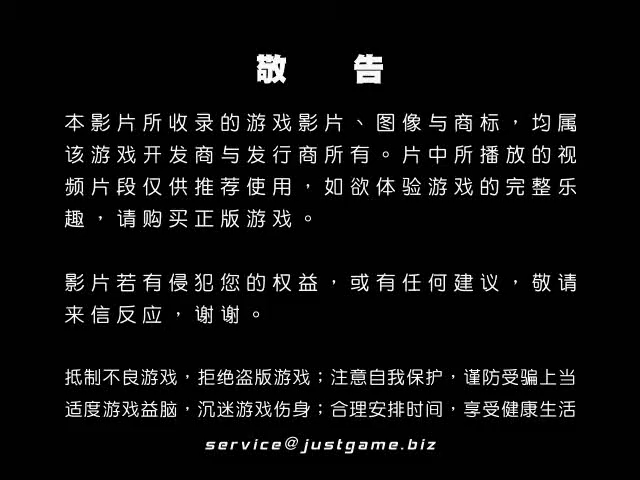 敬 告
本影片所收录的游戏影片、图像与商标，均属
该游戏开发商与发行商所有。片中所播放的视
频片段仅供推荐使用，如欲体验游戏的完整乐
趣，请购买正版游戏。
影片若有侵犯您的权益，或有任何建议，敬请
来信反应，谢谢。
抵制不良游戏，拒绝盗版游戏；注意自我保护，谨防受骗上当
适度游戏益脑，沉迷游戏伤身；合理安排时间，享受健康生活
service@justgame.biz